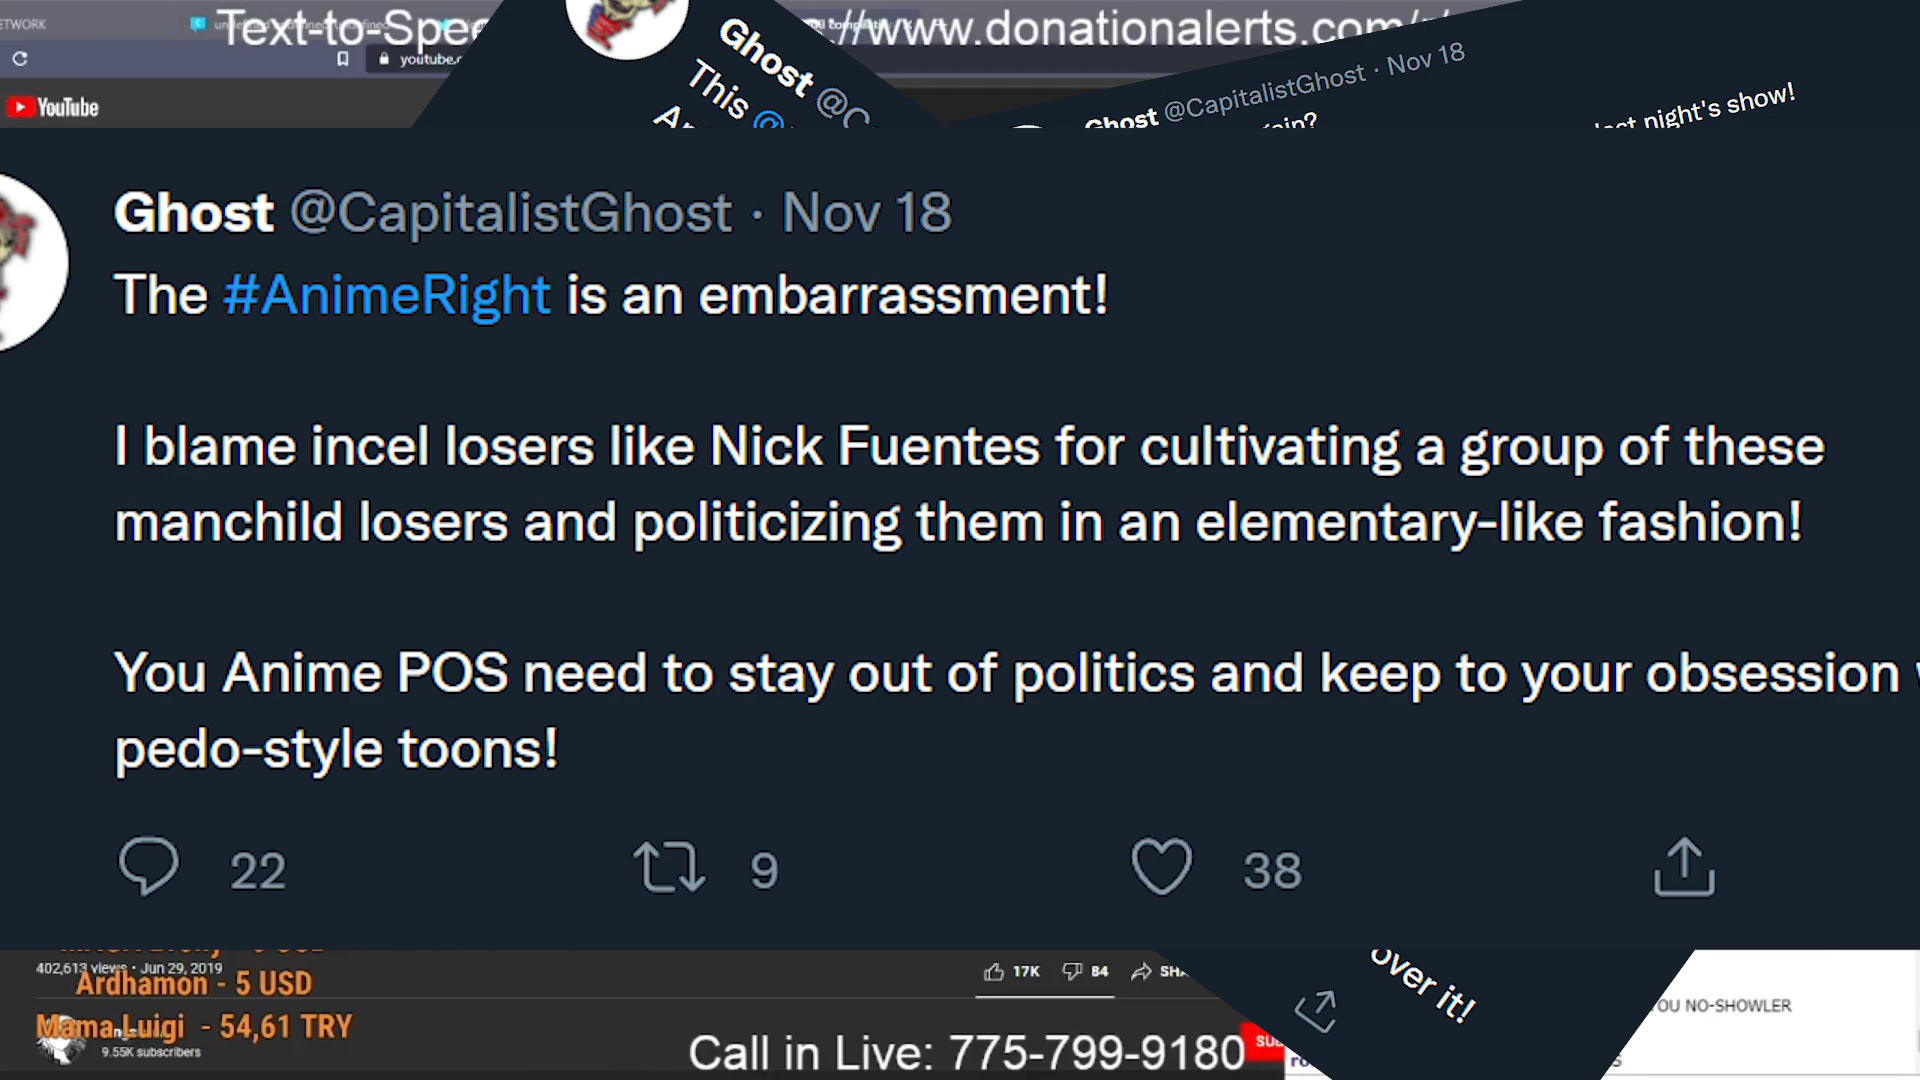 ETWORK
Text-to-Spee
//www.donationalerts.com/r/
youtube.c
YouTube
Ghost @C
This @
Ghost @CapitalistGhost · Nov 18
last night's show!
Ghost @CapitalistGhost · Nov 18
The #AnimeRight is an embarrassment!
I blame incel losers like Nick Fuentes for cultivating a group of these
manchild losers and politicizing them in an elementary-like fashion!
You Anime POS need to stay out of politics and keep to your obsession
pedo-style toons!
22 9 38
402,613 views · Jun 29, 2019
17K 84 SHA
Ardhamon - 5 USD
Mama Luigi - 54,61 TRY
9.55K subscribers
Call in Live: 775-799-9180
SUB
over it!
OU NO-SHOWLER